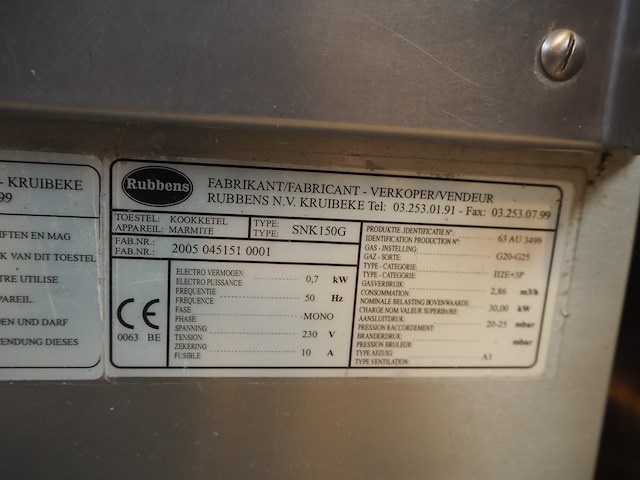 - KRUIBEKE
99
IFTEN EN MAG
K VAN DIT TOESTEL
TRE UTILISE
PAREIL.
DEN UND DARF
TENDUNG DIESES
Rubbens
FABRIKANT/FABRICANT - VERKOPER/VENDEUR
RUBBENS N.V. KRUIBEKE Tel: 03.253.01.91 - Fax: 03.253.07.99
TOESTEL: KOOKKETEL
APPAREIL: MARMITE
TYPE:
TYPE: SNK150G
FAB.NR.:
FAB.NR.: 2005 045151 0001
CE
0063 BE
ELECTRO VERMOGEN:
ELECTRO PUISSANCE: 0,7 kW
FREQUENTIE
FREQUENCE 50 Hz
FASE
PHASE MONO
SPANNING
TENSION 230 V
ZEKERING
FUSIBLE 10 A
PRODUKTIE IDENTIFICATIE N°:
IDENTIFICATION PRODUCTION N°: 63 AU 3499
GAS - INSTELLING:
GAZ - SORTE: G20-G25
TYPE - CATEGORIE:
TYPE - CATEGORIE: II2E+3P
GASVERBRUIK:
CONSOMMATION: 2,86 m3/h
NOMINALE BELASTING BOVENWAARDE
CHARGE NOM VALEUR SUPERIEURE 30,00 kW
AANSLUITDRUK
PRESSION RACCORDEMENT 20-25 mbar
BRANDERDRUK
PRESSION BRULEUR mbar
TYPE AFZUIG:
TYPE VENTILATION: A1